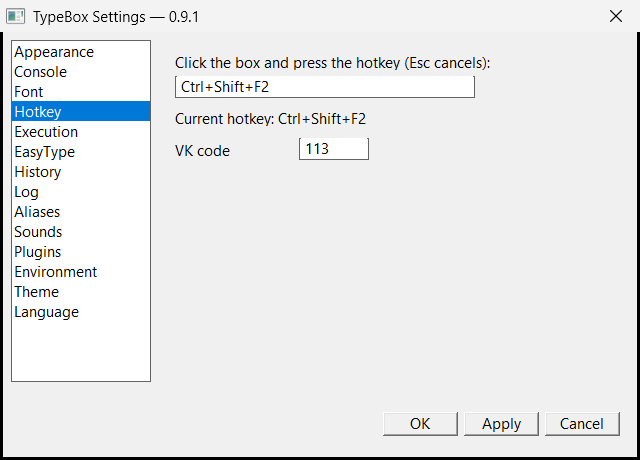 TypeBox Settings — 0.9.1
Appearance
Console
Font
Hotkey
Execution
EasyType
History
Log
Aliases
Sounds
Plugins
Environment
Theme
Language
Click the box and press the hotkey (Esc cancels):
Ctrl+Shift+F2
Current hotkey: Ctrl+Shift+F2
VK code 113
OK Apply Cancel